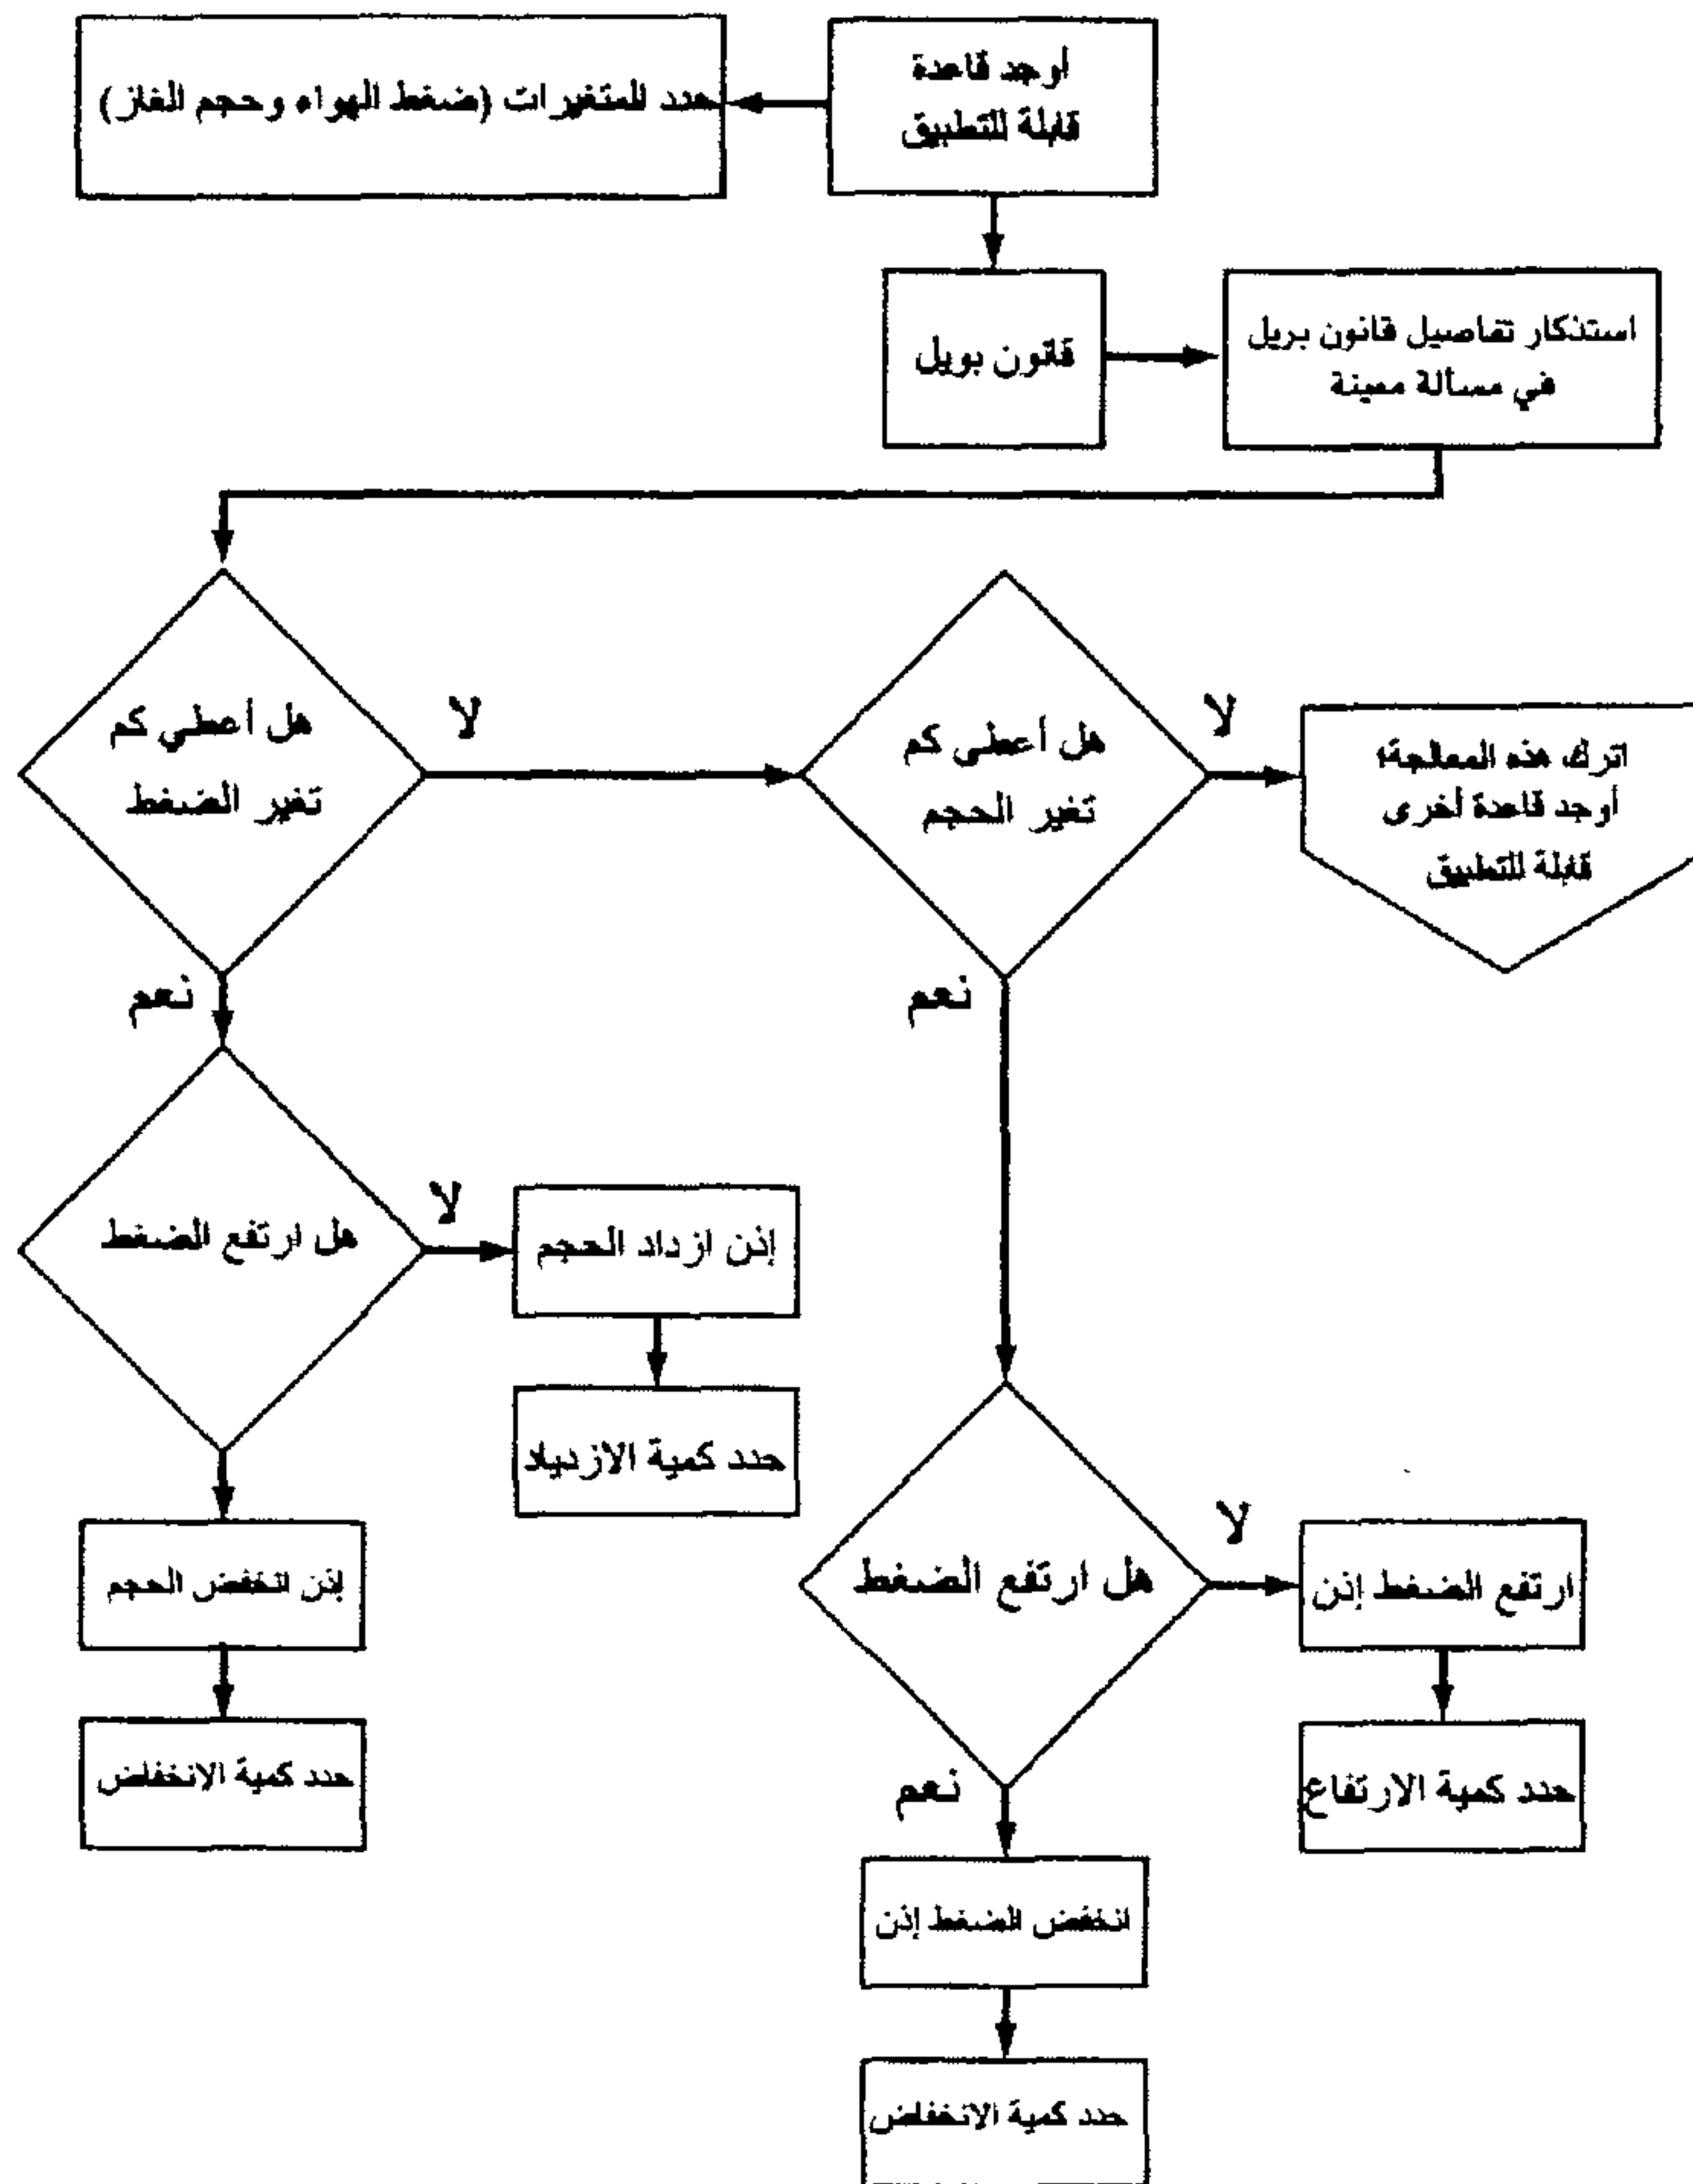 أوجد قاعدة
قابلة للتطبيق
حدد المتغيرات (ضغط الهواء وحجم الغاز)
قانون بويل
استذكار تفاصيل قانون بريل
في مسألة معينة
هل أعطي كم
تغير الضغط
لا
هل أعطى كم
تغير الحجم
لا
اترك هذه المعالجة؛
أوجد قاعدة أخرى
قابلة للتطبيق
نعم
نعم
هل ارتفع الضغط
لا
إذن ازداد الحجم
حدد كمية الازدياد
إذن انخفض الحجم
حدد كمية الانخفاض
هل ارتفع الضغط
لا
ارتفع الضغط إذن
حدد كمية الارتفاع
نعم
انخفض الضغط إذن
حدد كمية الانخفاض